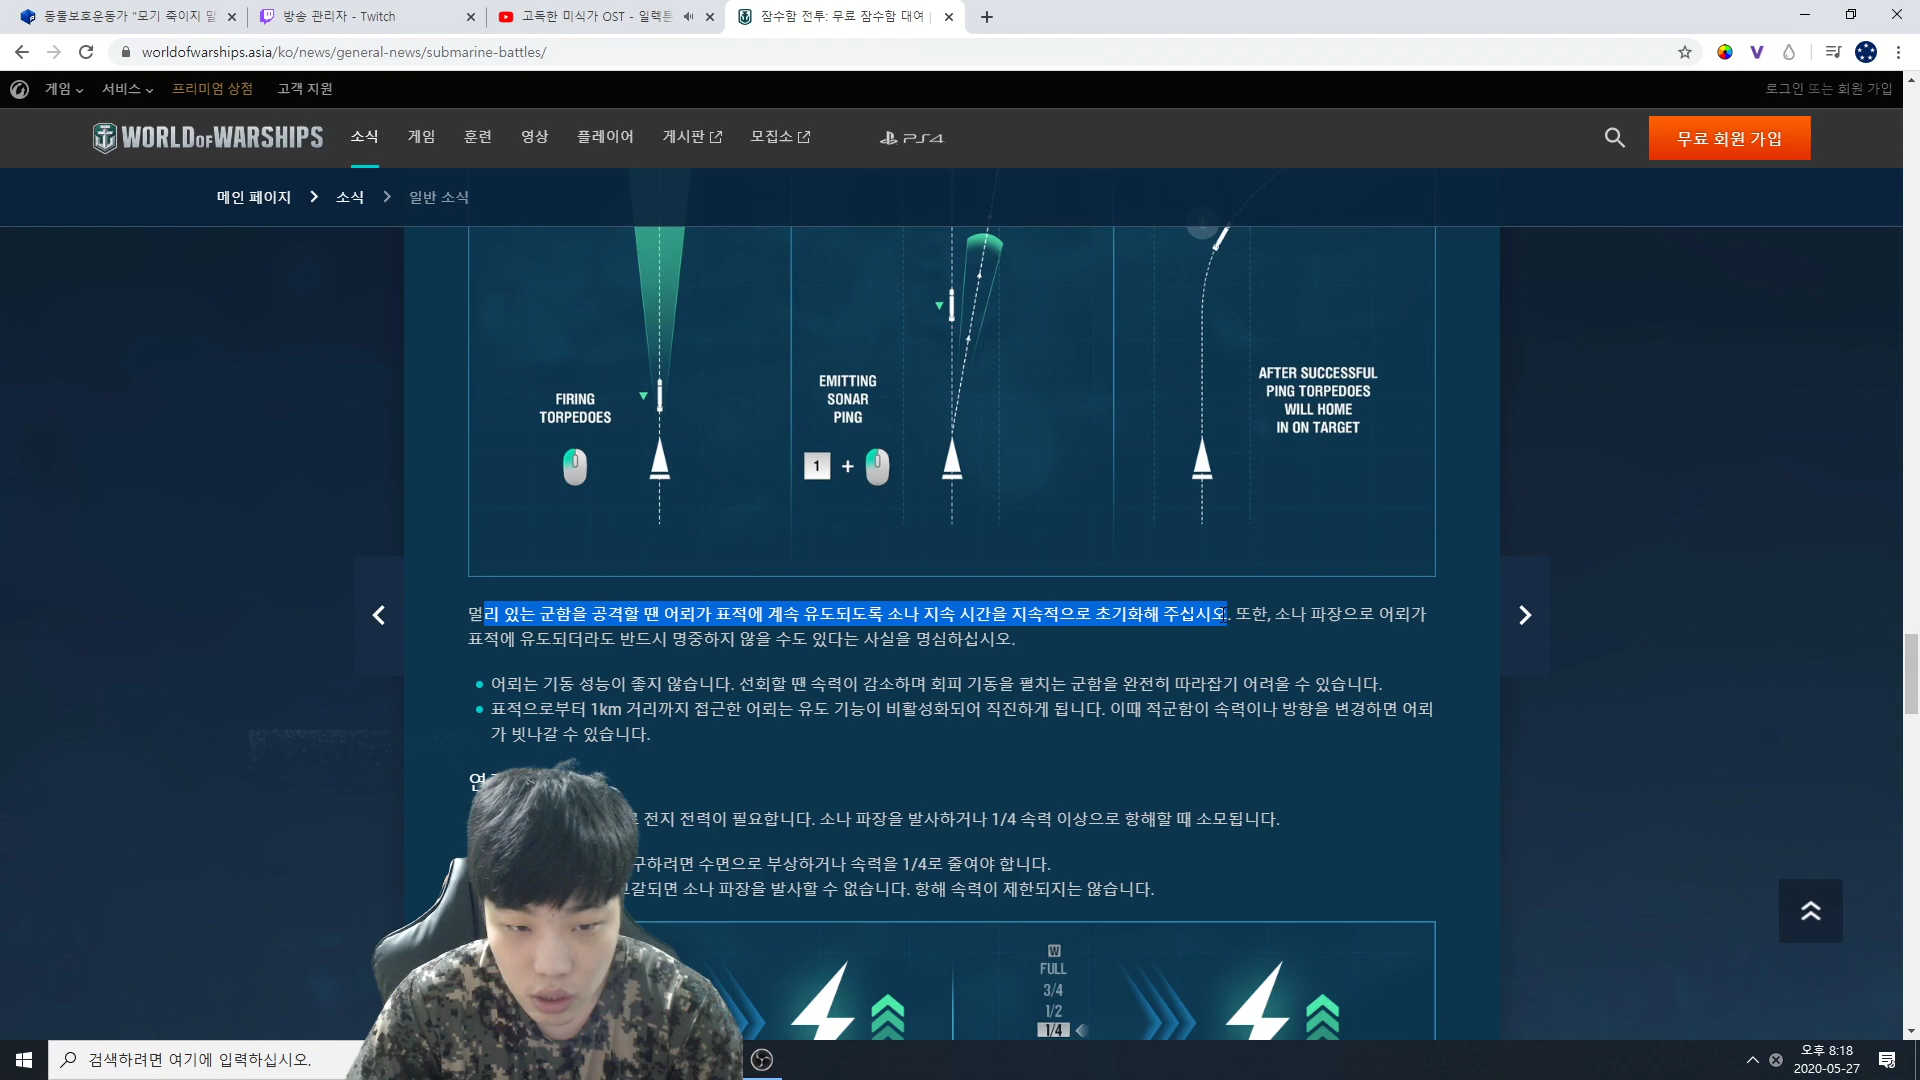 동물보호운동가 "모기 죽이지 말
방송 관리자 - Twitch
고독한 미식가 OST - 일렉트
잠수함 전투: 무료 잠수함 대여 |
worldofwarships.asia/ko/news/general-news/submarine-battles/
게임 서비스 프리미엄 상점 고객 지원
로그인 또는 회원 가입
WORLD OF WARSHIPS
소식 게임 훈련 영상 플레이어 게시판 모집소 PS4
무료 회원 가입
메인 페이지 소식 일반 소식
FIRING
TORPEDOES
EMITTING
SONAR
PING
1 +
AFTER SUCCESSFUL
PING TORPEDOES
WILL HOME
IN ON TARGET
멀리 있는 군함을 공격할 땐 어뢰가 표적에 계속 유도되도록 소나 지속 시간을 지속적으로 초기화해 주십시오. 또한, 소나 파장으로 어뢰가
표적에 유도되더라도 반드시 명중하지 않을 수도 있다는 사실을 명심하십시오.
어뢰는 기동 성능이 좋지 않습니다. 선회할 땐 속력이 감소하며 회피 기동을 펼치는 군함을 완전히 따라잡기 어려울 수 있습니다.
표적으로부터 1km 거리까지 접근한 어뢰는 유도 기능이 비활성화되어 직진하게 됩니다. 이때 적군함이 속력이나 방향을 변경하면 어뢰
가 빗나갈 수 있습니다.
전지 전력이 필요합니다. 소나 파장을 발사하거나 1/4 속력 이상으로 항해할 때 소모됩니다.
구하려면 수면으로 부상하거나 속력을 1/4로 줄여야 합니다.
갈되면 소나 파장을 발사할 수 없습니다. 항해 속력이 제한되지는 않습니다.
W
FULL
3/4
1/2
1/4
검색하려면 여기에 입력하십시오.
오후 8:18
2020-05-27